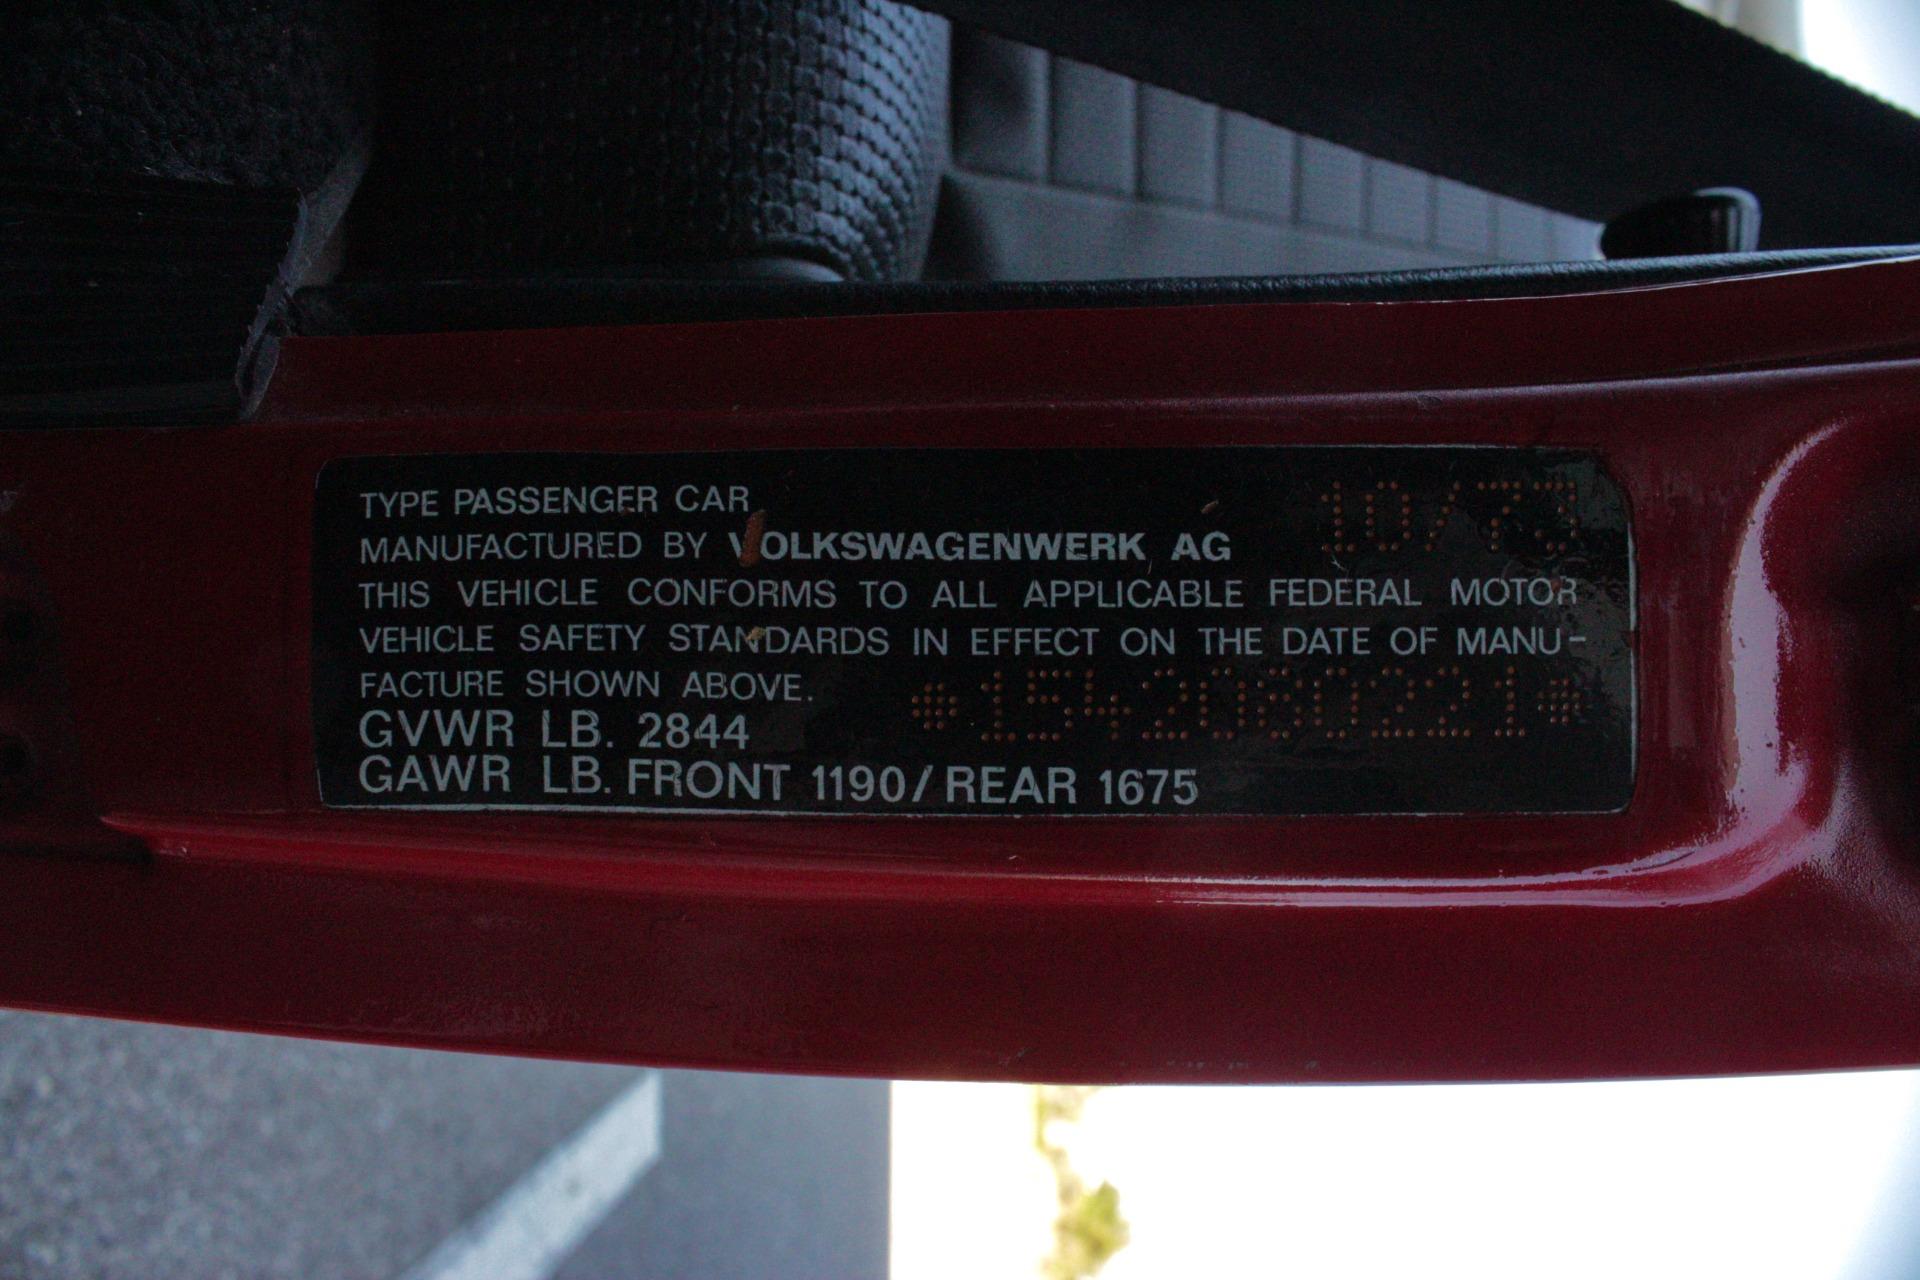 TYPE PASSENGER CAR 10/73
MANUFACTURED BY VOLKSWAGENWERK AG
THIS VEHICLE CONFORMS TO ALL APPLICABLE FEDERAL MOTOR
VEHICLE SAFETY STANDARDS IN EFFECT ON THE DATE OF MANU-
FACTURE SHOWN ABOVE. *1542080221*
GVWR LB. 2844
GAWR LB. FRONT 1190/REAR 1675